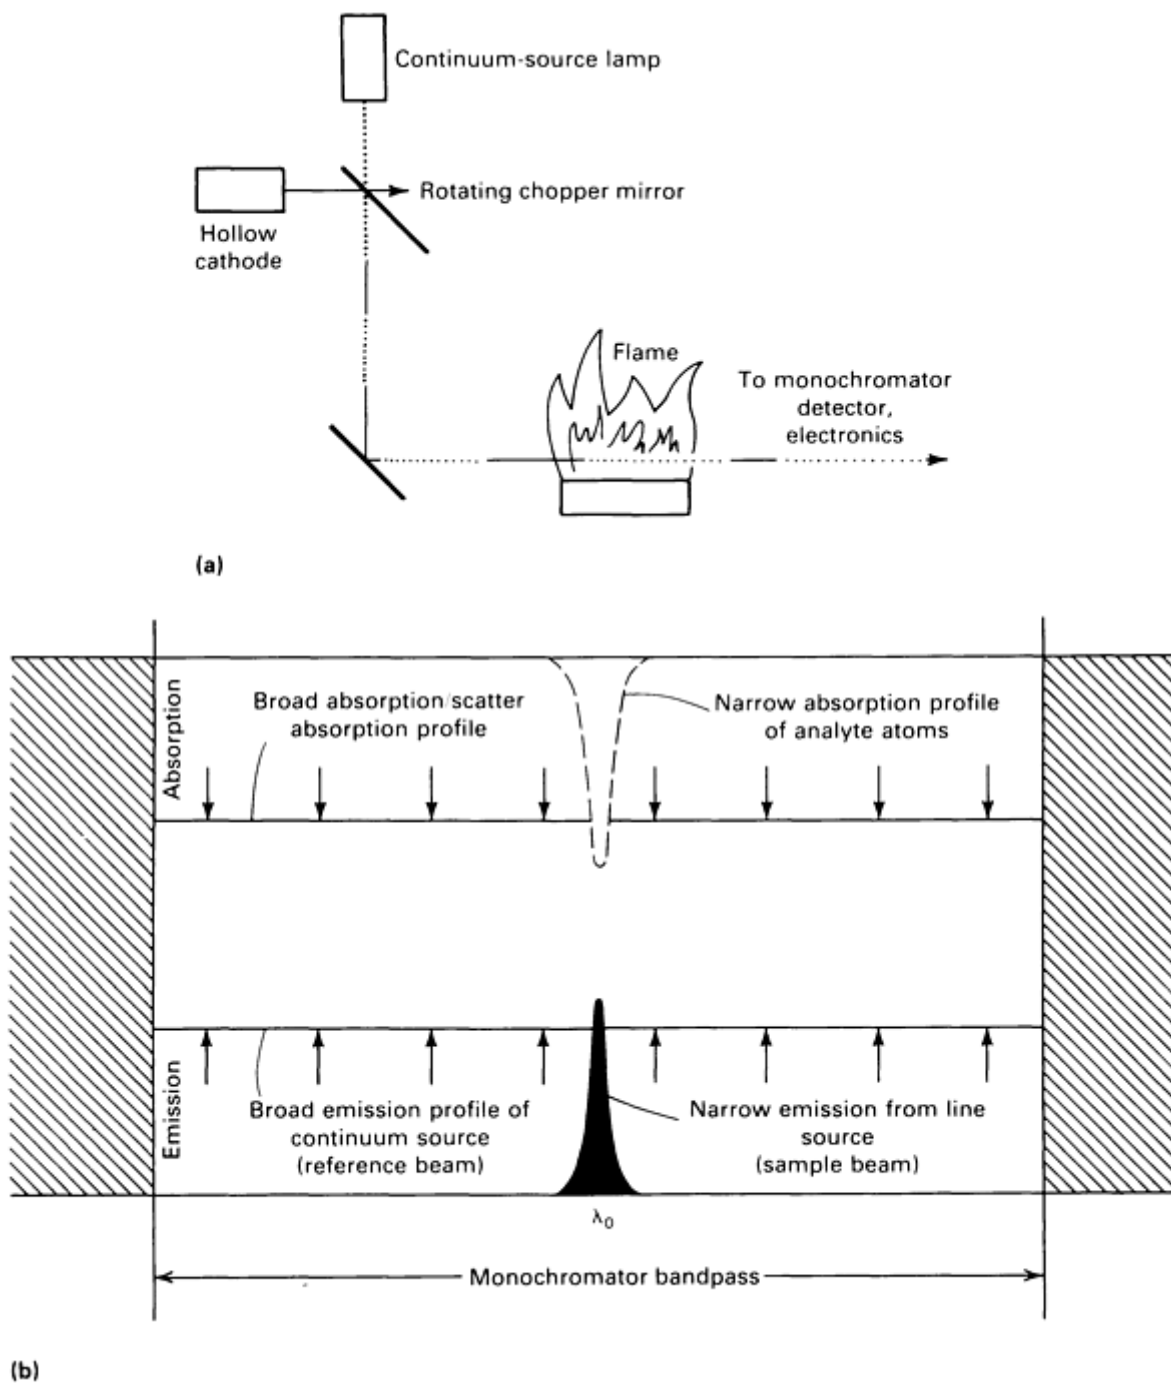 Continuum-source lamp
Rotating chopper mirror
Hollow
cathode
Flame
To monochromator
detector,
electronics
(a)
Absorption
Broad absorption/scatter
absorption profile
Narrow absorption profile
of analyte atoms
Emission
Broad emission profile of
continuum source
(reference beam)
Narrow emission from line
source
(sample beam)
λ0
Monochromator bandpass
(b)